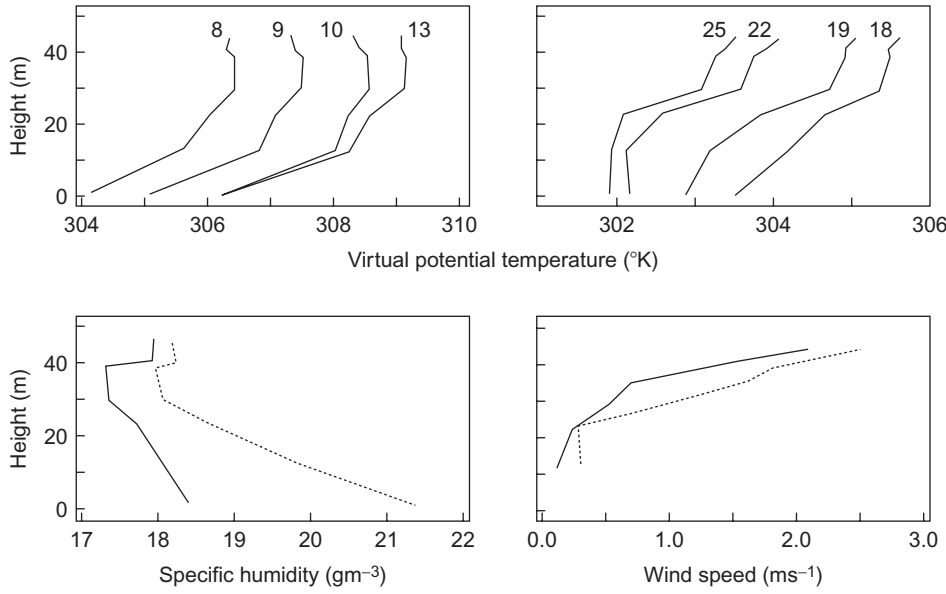 8 9 10 13
25 22 19 18
Height (m)
40
20
0
304 306 308 310
302 304 306
Virtual potential temperature (°K)
Height (m)
40
20
0
17 18 19 20 21 22
0.0 1.0 2.0 3.0
Specific humidity (gm–3)
Wind speed (ms–1)